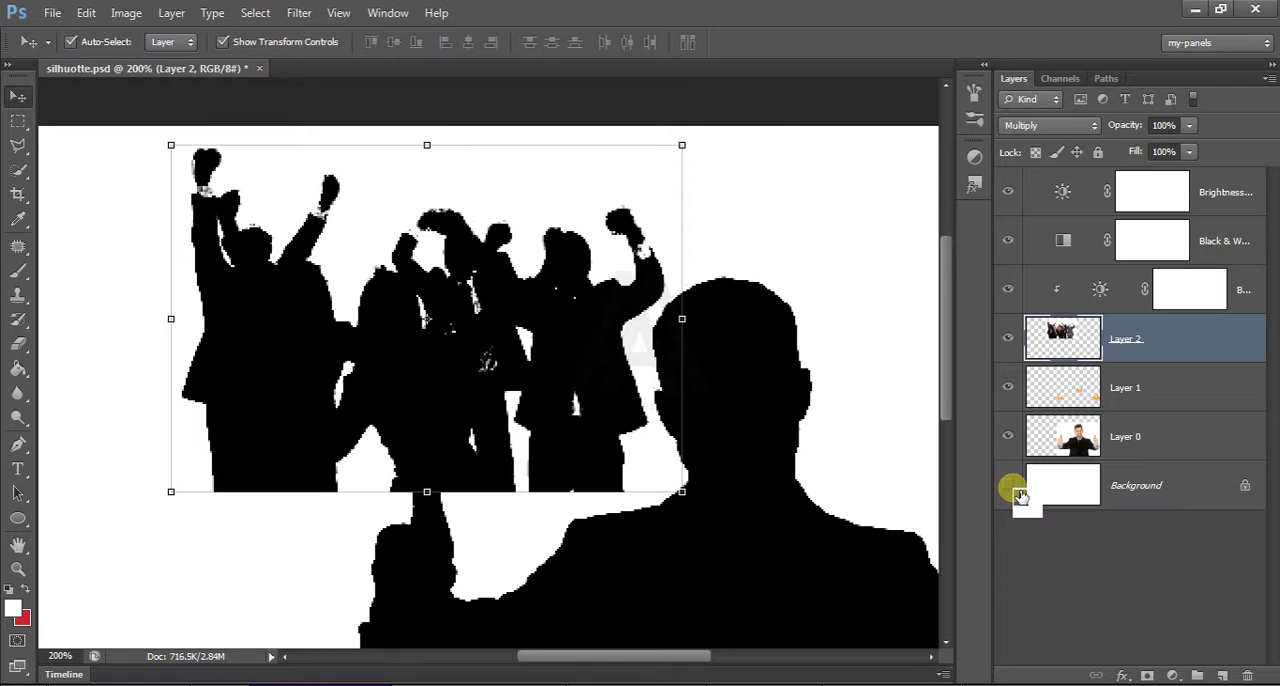 Ps File Edit Image Layer Type Select Filter View Window Help
Auto-Select: Layer Show Transform Controls my-panels
silhuotte.psd @ 200% (Layer 2, RGB/8#) * ×
Layers Channels Paths
Kind
Multiply Opacity: 100%
Lock: Fill: 100%
Brightness...
Black & W...
B...
Layer 2
Layer 1
Layer 0
Background
200% Doc: 716.5K/2.84M
Timeline